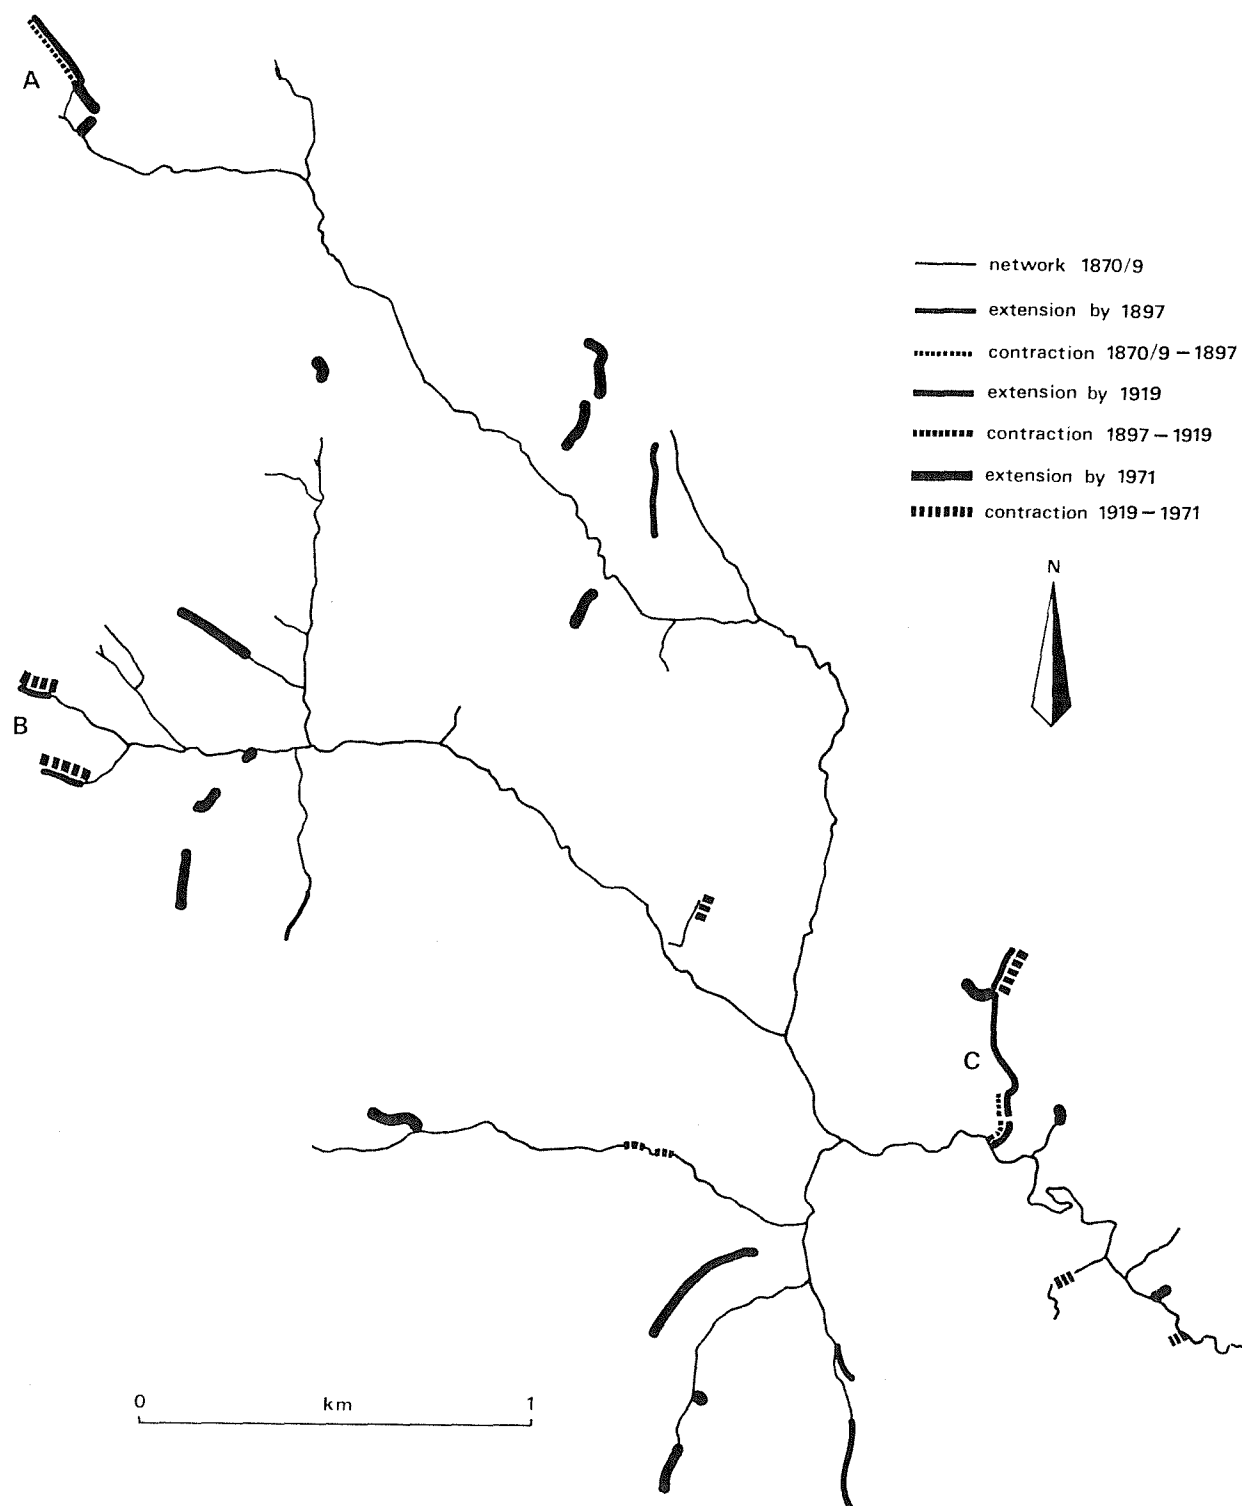 A
network 1870/9
extension by 1897
contraction 1870/9 – 1897
extension by 1919
contraction 1897 – 1919
extension by 1971
contraction 1919 – 1971
N
B
C
0 km 1